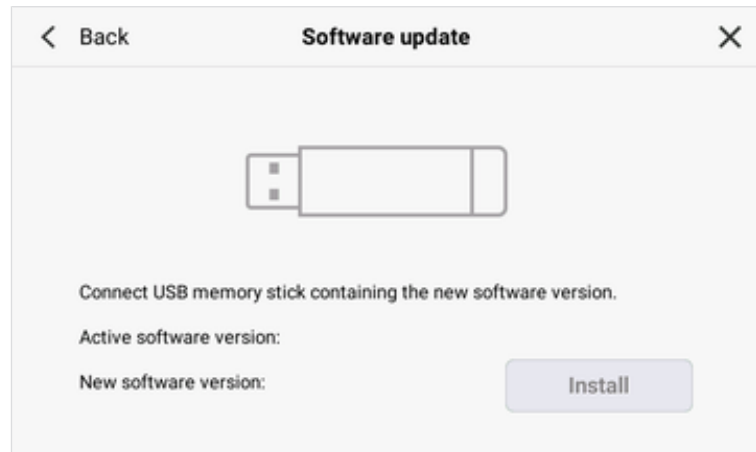 Back
Software update
Connect USB memory stick containing the new software version.
Active software version:
New software version:
Install